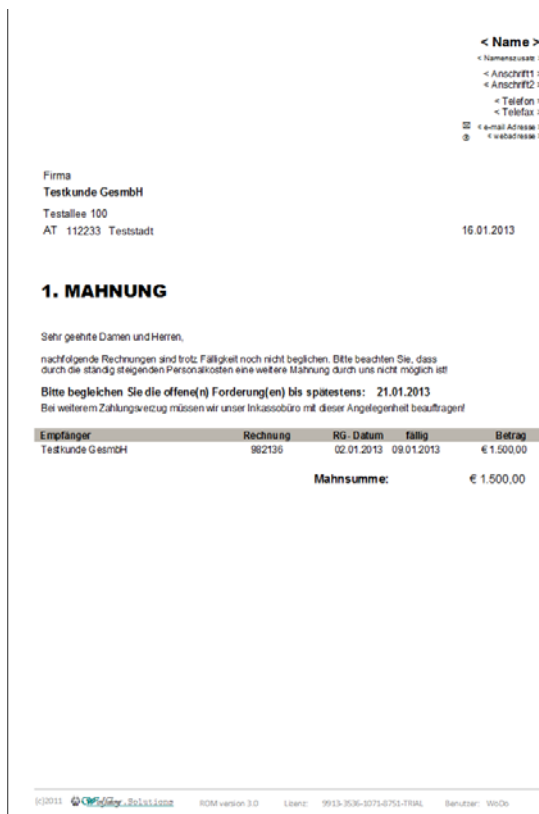 < Name >
< Namenszusatz >
< Anschrift1 >
< Anschrift2 >
< Telefon >
< Telefax >
< e-mail Adresse >
< webadresse >
Firma
Testkunde GesmbH
Testallee 100
AT 112233 Teststadt
16.01.2013
1. MAHNUNG
Sehr geehrte Damen und Herren,
nachfolgende Rechnungen sind trotz Fälligkeit noch nicht beglichen. Bitte beachten Sie, dass
durch die ständig steigenden Personalkosten eine weitere Mahnung durch uns nicht möglich ist!
Bitte begleichen Sie die offene(n) Forderung(en) bis spätestens: 21.01.2013
Bei weiterem Zahlungsverzug müssen wir unser Inkassobüro mit dieser Angelegenheit beauftragen!
Empfänger Rechnung RG- Datum fällig Betrag
Testkunde GesmbH 982136 02.01.2013 09.01.2013 € 1.500,00
Mahnsumme: € 1.500,00
(c)2011 Solutions ROM version 3.0 Lizenz: 9913-3536-1071-8751-TRIAL Benutzer: WoDo